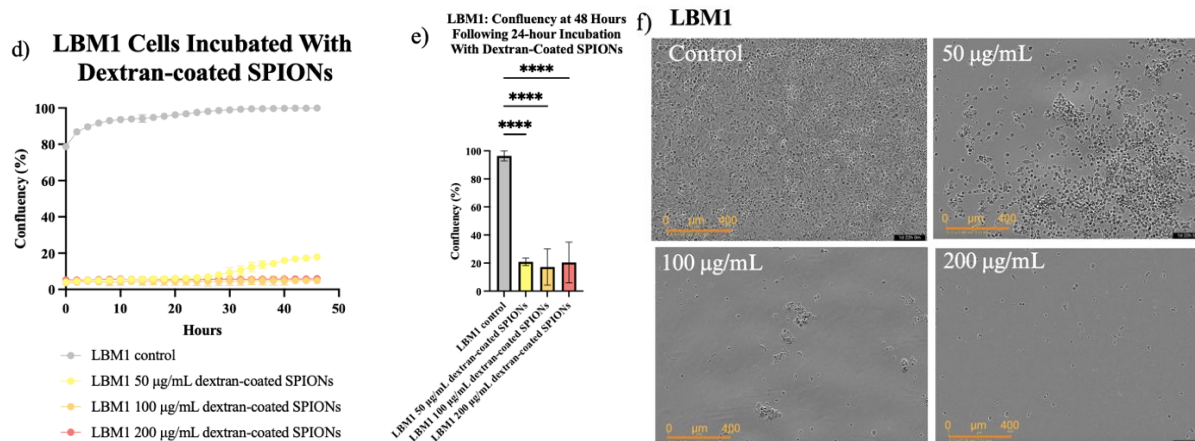 d)
LBM1 Cells Incubated With
Dextran-coated SPIONs
100
80
60
40
20
0
Confluency (%)
0 10 20 30 40 50
Hours
LBM1 control
LBM1 50 μg/mL dextran-coated SPIONs
LBM1 100 μg/mL dextran-coated SPIONs
LBM1 200 μg/mL dextran-coated SPIONs
e)
LBM1: Confluency at 48 Hours
Following 24-hour Incubation
With Dextran-Coated SPIONs
****
****
****
100
80
60
40
20
0
Confluency (%)
LBM1 control
LBM1 50 μg/mL dextran-coated SPIONs
LBM1 100 μg/mL dextran-coated SPIONs
LBM1 200 μg/mL dextran-coated SPIONs
f) LBM1
Control
0 μm 400
50 μg/mL
0 μm 400
100 μg/mL
0 μm 400
200 μg/mL
0 μm 400